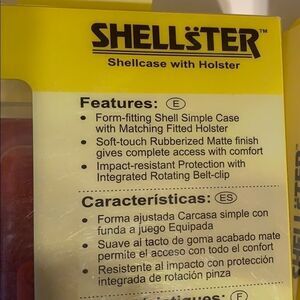 SHELLSTER™
Shellcase with Holster
Features: (E)
• Form-fitting Shell Simple Case
with Matching Fitted Holster
• Soft-touch Rubberized Matte finish
gives complete access with comfort
• Impact-resistant Protection with
Integrated Rotating Belt-clip
Características: (ES)
• Forma ajustada Carcasa simple con
funda a juego Equipada
• Suave al tacto de goma acabado mate
permite el acceso con todo el confort
• Resistente al impacto con protección
integrada de rotación pinza